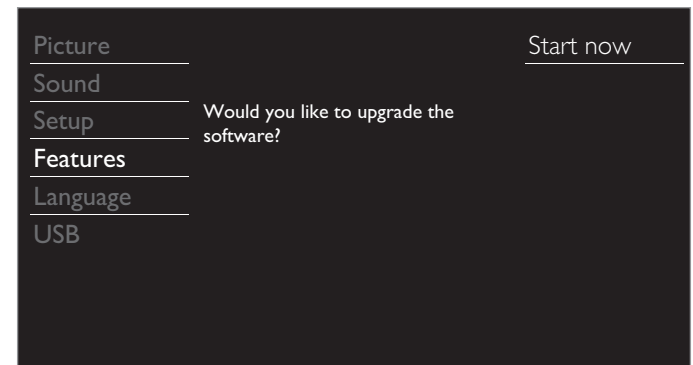 Picture
Start now
Sound
Setup
Would you like to upgrade the
software?
Features
Language
USB